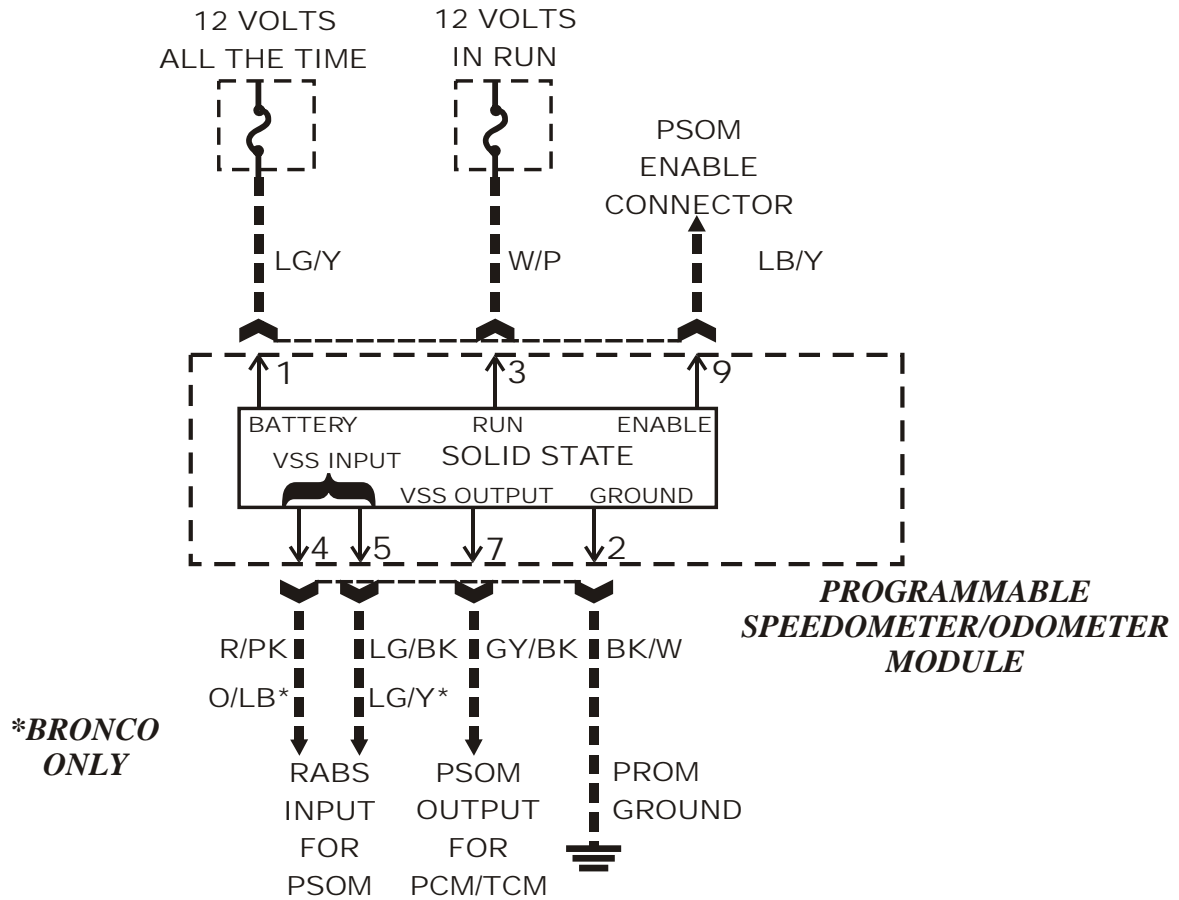 12 VOLTS
ALL THE TIME
12 VOLTS
IN RUN
PSOM
ENABLE
CONNECTOR
LG/Y
W/P
LB/Y
1
3
9
BATTERY
RUN
ENABLE
VSS INPUT
SOLID STATE
VSS OUTPUT
GROUND
4
5
7
2
PROGRAMMABLE
SPEEDOMETER/ODOMETER
MODULE
R/PK
LG/BK
GY/BK
BK/W
O/LB*
LG/Y*
*BRONCO
ONLY
RABS
INPUT
FOR
PSOM
PSOM
OUTPUT
FOR
PCM/TCM
PROM
GROUND